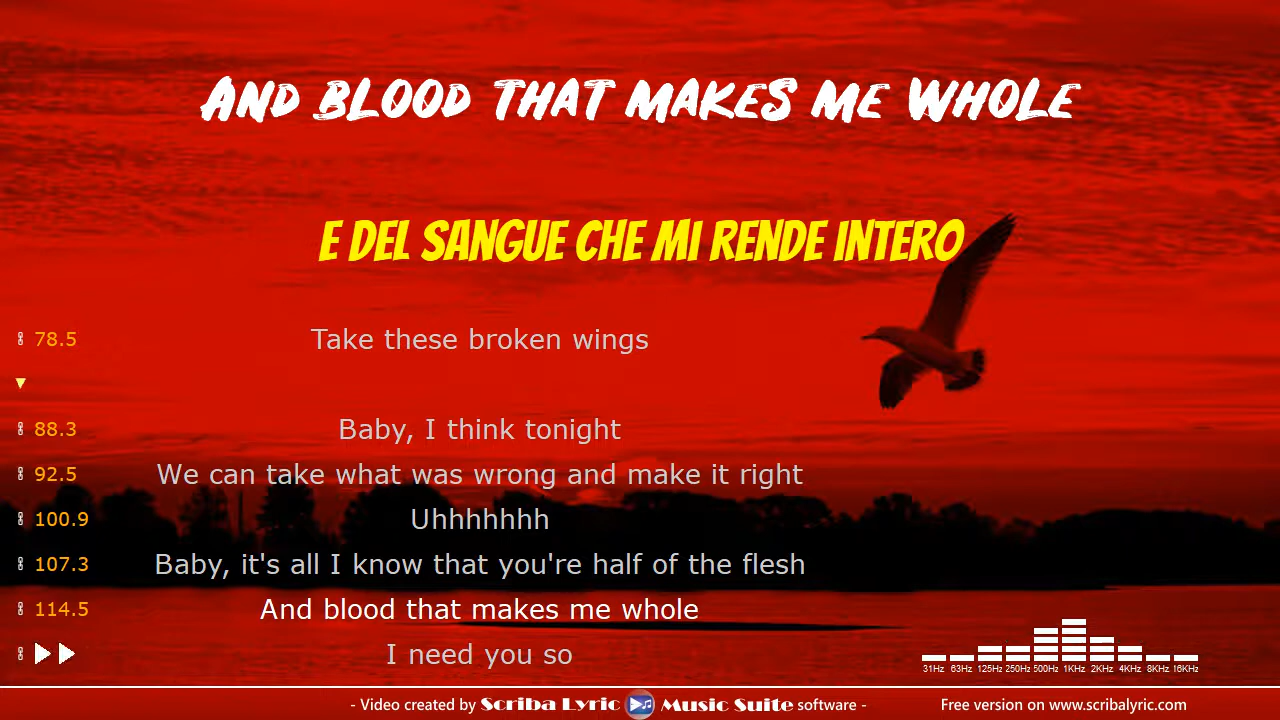 And Blood That Makes Me Whole
E DEL SANGUE CHE MI RENDE INTERO
78.5 Take these broken wings
88.3 Baby, I think tonight
92.5 We can take what was wrong and make it right
100.9 Uhhhhhhh
107.3 Baby, it's all I know that you're half of the flesh
114.5 And blood that makes me whole
I need you so
31Hz 63Hz 125Hz 250Hz 500Hz 1KHz 2KHz 4KHz 8KHz 16KHz
- Video created by Scriba Lyric Music Suite software - Free version on www.scribalyric.com